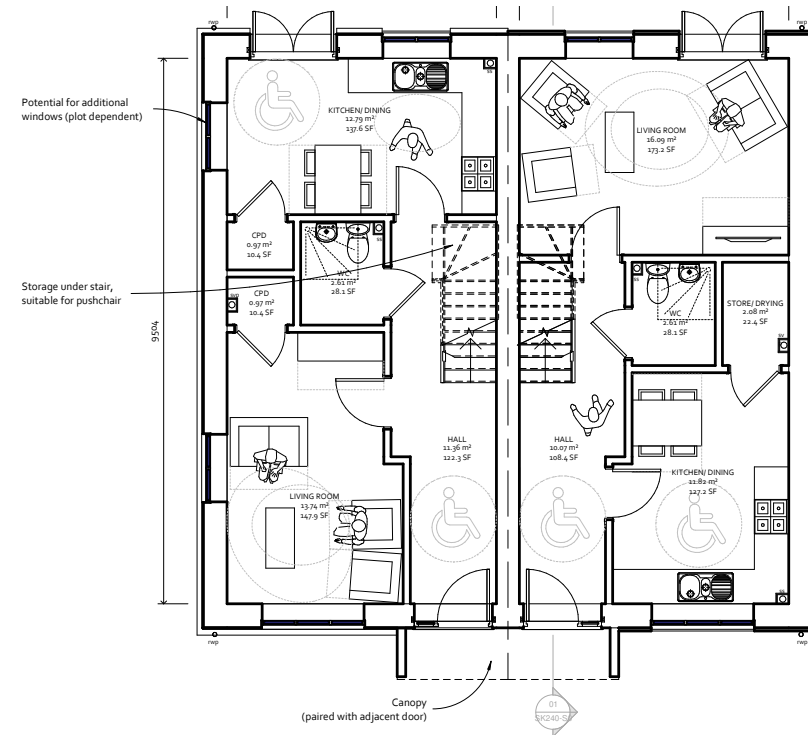 rwp
rwp
Potential for additional
windows (plot dependent)
KITCHEN/ DINING
12.79 m²
137.6 SF
ss
LIVING ROOM
16.09 m²
173.2 SF
CPD
0.97 m²
10.4 SF
ss
WC
2.61 m²
28.1 SF
Storage under stair,
suitable for pushchair
svp
CPD
0.97 m²
10.4 SF
ss
WC
2.61 m²
28.1 SF
STORE/ DRYING
2.08 m²
22.4 SF
9504
HALL
11.36 m²
122.3 SF
HALL
10.07 m²
108.4 SF
KITCHEN/ DINING
11.82 m²
127.2 SF
LIVING ROOM
13.74 m²
147.9 SF
ss
rwp
rwp
Canopy
(paired with adjacent door)
01